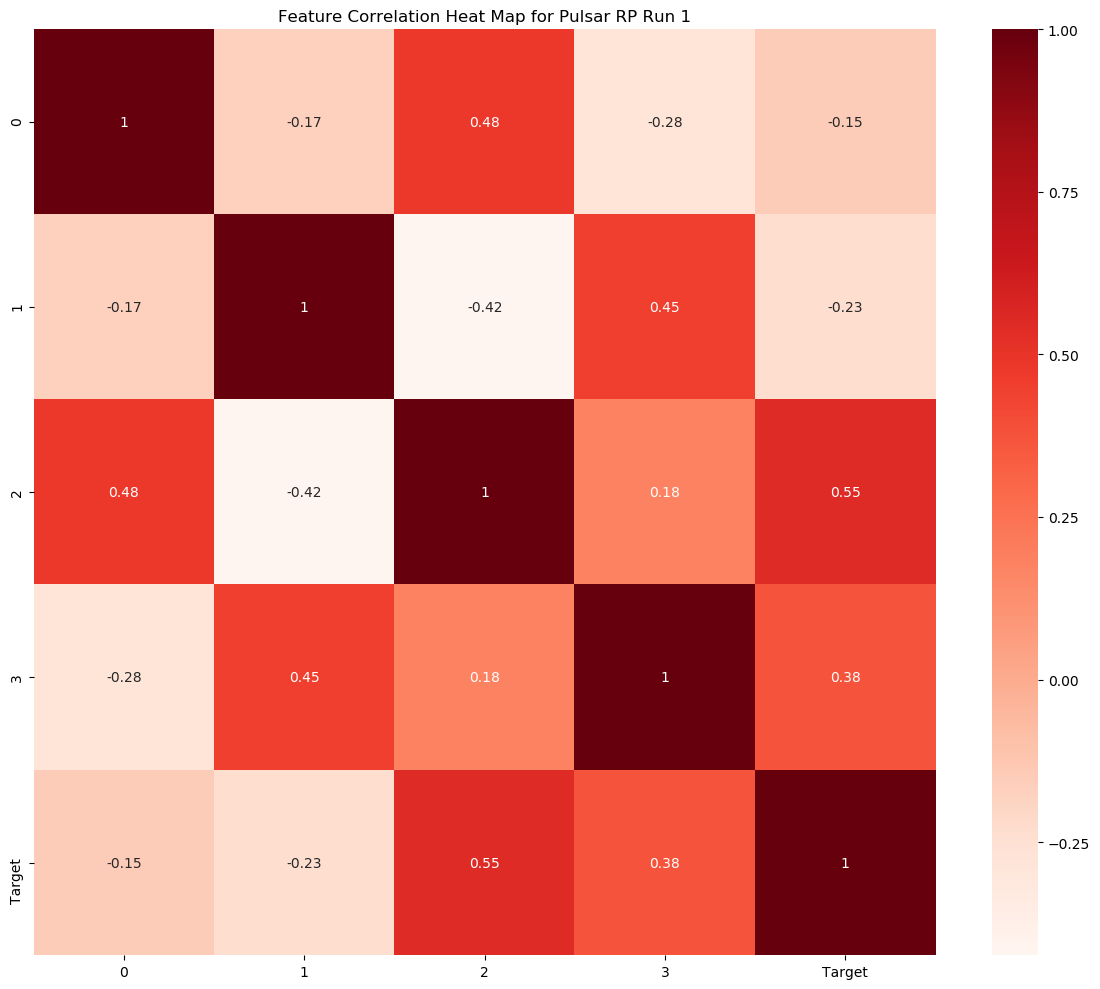 Feature Correlation Heat Map for Pulsar RP Run 1
0 1 -0.17 0.48 -0.28 -0.15
1 -0.17 1 -0.42 0.45 -0.23
2 0.48 -0.42 1 0.18 0.55
3 -0.28 0.45 0.18 1 0.38
Target -0.15 -0.23 0.55 0.38 1
0 1 2 3 Target
1.00
0.75
0.50
0.25
0.00
−0.25